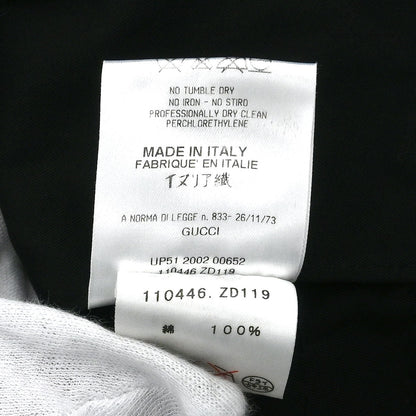 NO TUMBLE DRY
NO IRON - NO STIRO
PROFESSIONALLY DRY CLEAN
PERCHLORETHYLENE
MADE IN ITALY
FABRIQUE' EN ITALIE
イタリア織
A NORMA DI LEGGE n. 833- 26/11/73
GUCCI
UP51 2002 00652
110446 ZD119
110446. ZD119
綿 100%